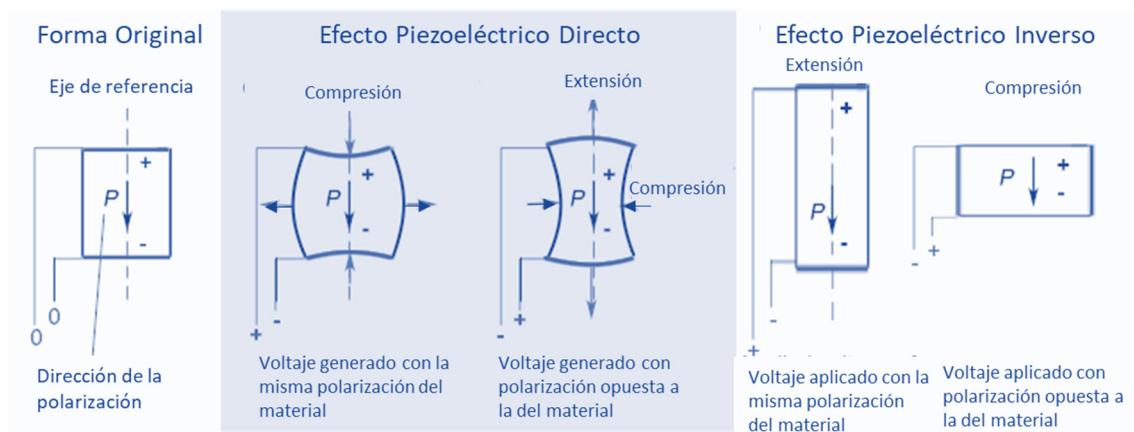 Forma Original
Eje de referencia
+
P
-
0
0
Dirección de la
polarización
Efecto Piezoeléctrico Directo
Compresión
+
P
-
-
+
Voltaje generado con la
misma polarización del
material
Extensión
+
P
Compresión
-
+
-
Voltaje generado con
polarización opuesta a
la del material
Efecto Piezoeléctrico Inverso
Extensión
+
P
-
-
+
Voltaje aplicado con la
misma polarización
del material
Compresión
+
P
-
+
-
Voltaje aplicado con
polarización opuesta a
la del material